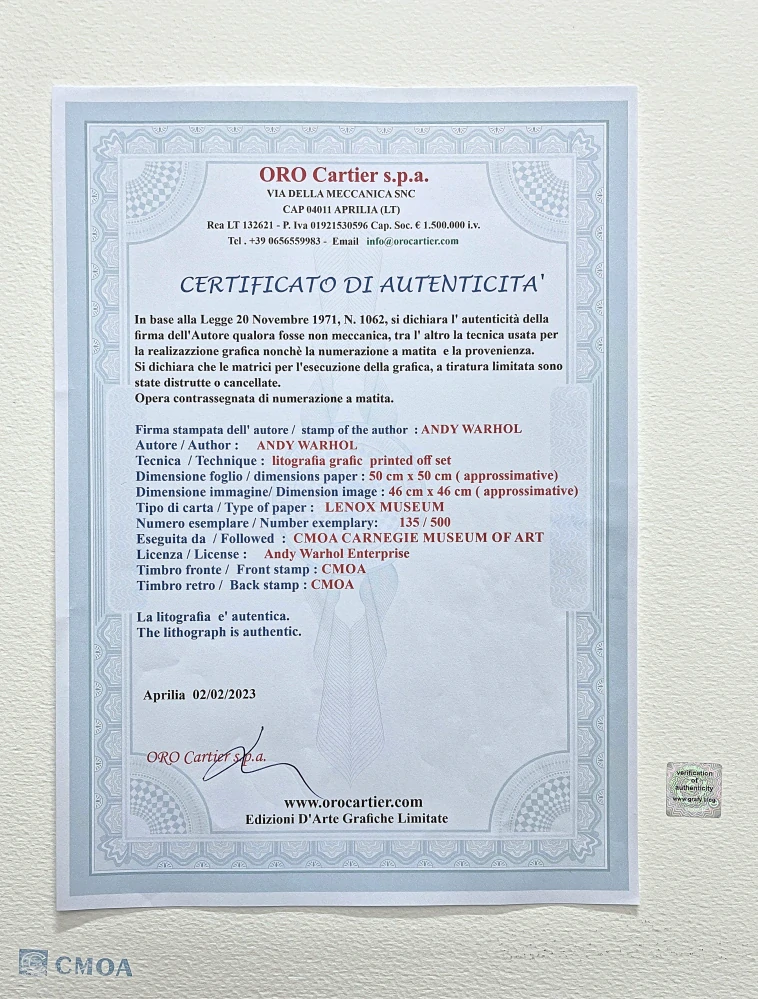 ORO Cartier s.p.a.
VIA DELLA MECCANICA SNC
CAP 04011 APRILIA (LT)
Rea LT 132621 - P. Iva 01921530596 Cap. Soc. € 1.500.000 i.v.
Tel . +39 0656559983 - Email info@orocartier.com
CERTIFICATO DI AUTENTICITA'
In base alla Legge 20 Novembre 1971, N. 1062, si dichiara l' autenticità della
firma dell'Autore qualora fosse non meccanica, tra l' altro la tecnica usata per
la realizazzione grafica nonchè la numerazione a matita e la provenienza.
Si dichiara che le matrici per l'esecuzione della grafica, a tiratura limitata sono
state distrutte o cancellate.
Opera contrassegnata di numerazione a matita.
Firma stampata dell' autore / stamp of the author : ANDY WARHOL
Autore / Author : ANDY WARHOL
Tecnica / Technique : litografia grafic printed off set
Dimensione foglio / dimensions paper : 50 cm x 50 cm ( approssimative)
Dimensione immagine/ Dimension image : 46 cm x 46 cm ( approssimative)
Tipo di carta / Type of paper : LENOX MUSEUM
Numero esemplare / Number exemplary: 135 / 500
Eseguita da / Followed : CMOA CARNEGIE MUSEUM OF ART
Licenza / License : Andy Warhol Enterprise
Timbro fronte / Front stamp : CMOA
Timbro retro / Back stamp : CMOA
La litografia e' autentica.
The lithograph is authentic.
Aprilia 02/02/2023
ORO Cartier s.p.a.
www.orocartier.com
Edizioni D'Arte Grafiche Limitate
verification
of
authenticity
www.grafy.blog
CMOA